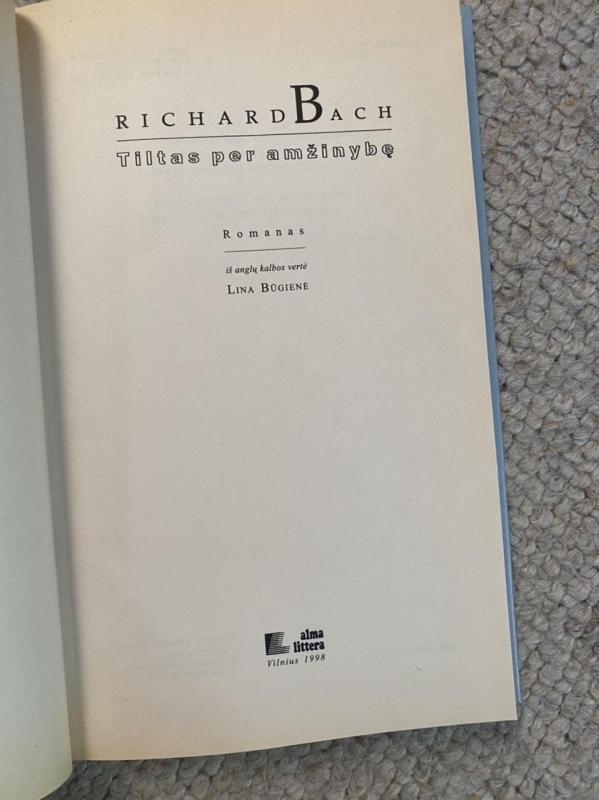 RICHARD BACH
Tiltas per amžinybę
Romanas
iš anglų kalbos vertė
LINA BŪGIENĖ
alma
littera
Vilnius 1998